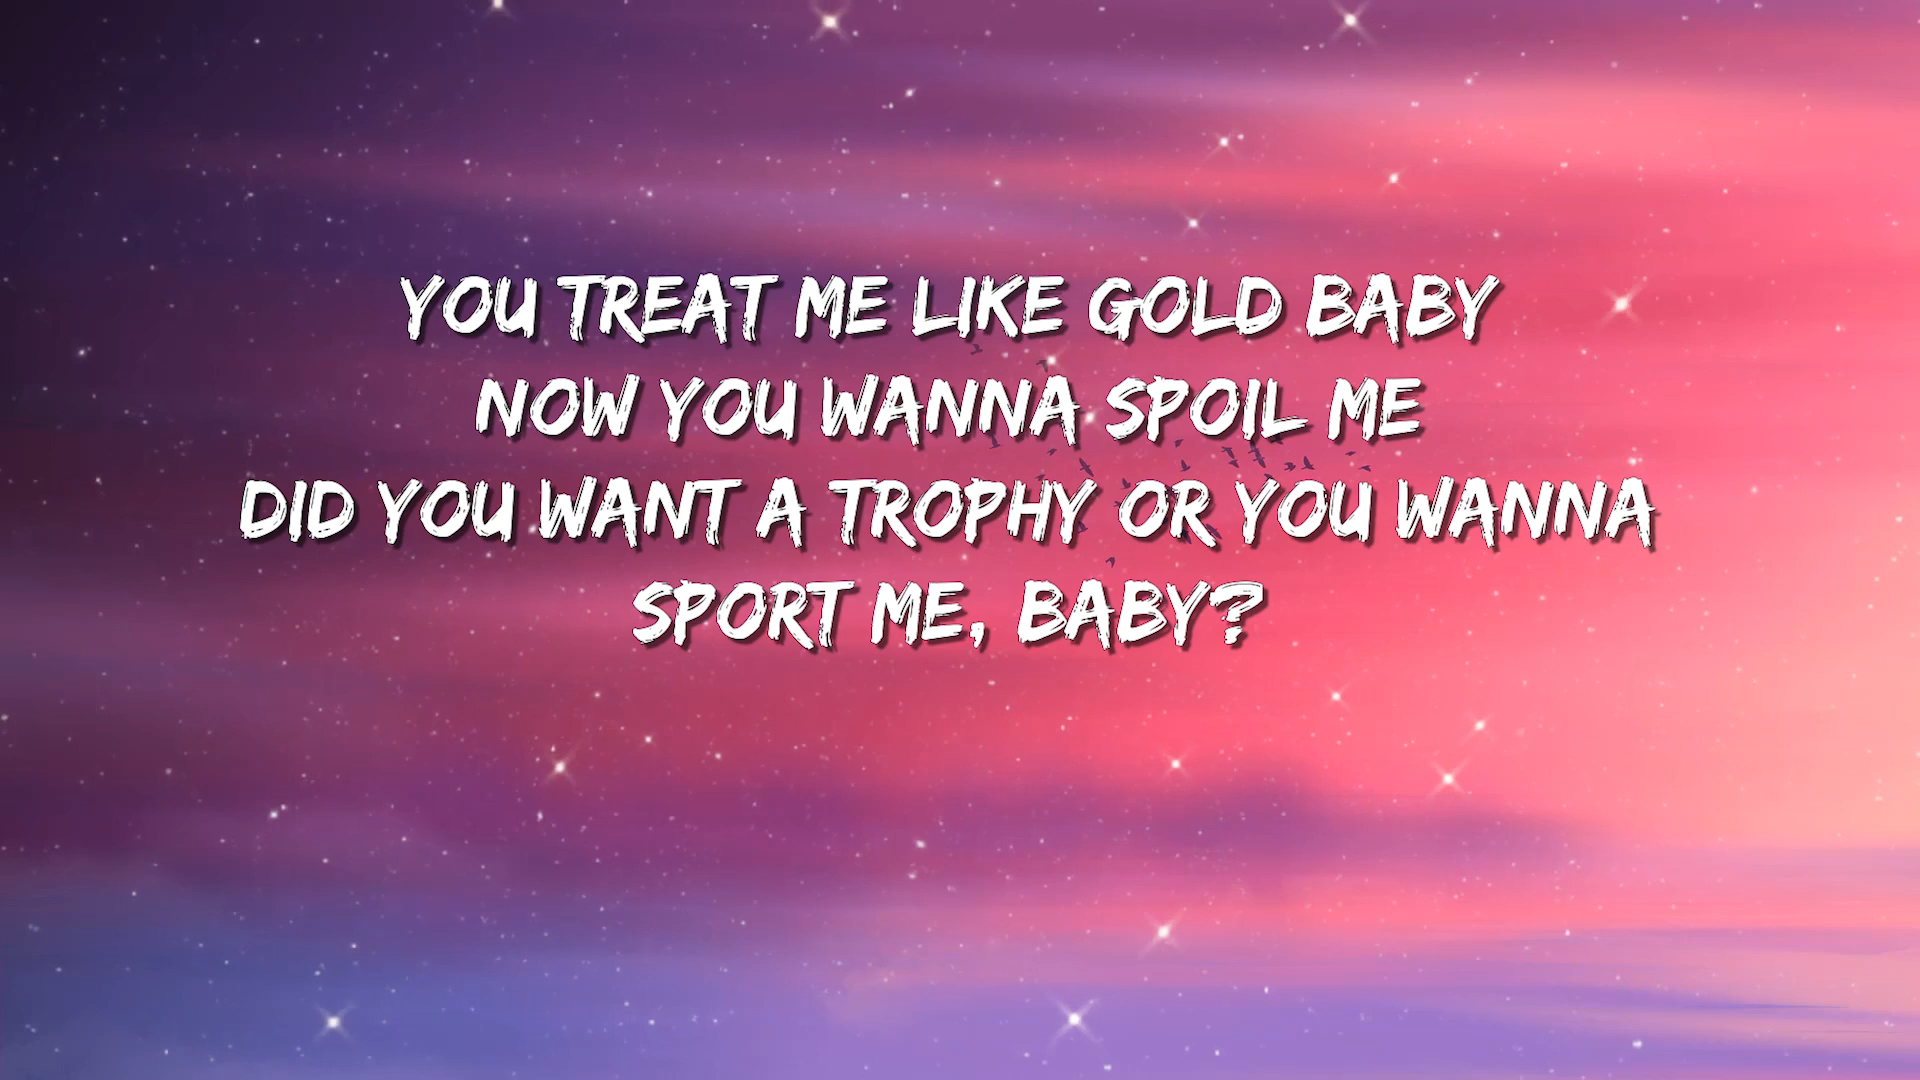 YOU TREAT ME LIKE GOLD BABY
NOW YOU WANNA SPOIL ME
DID YOU WANT A TROPHY OR YOU WANNA
SPORT ME, BABY?